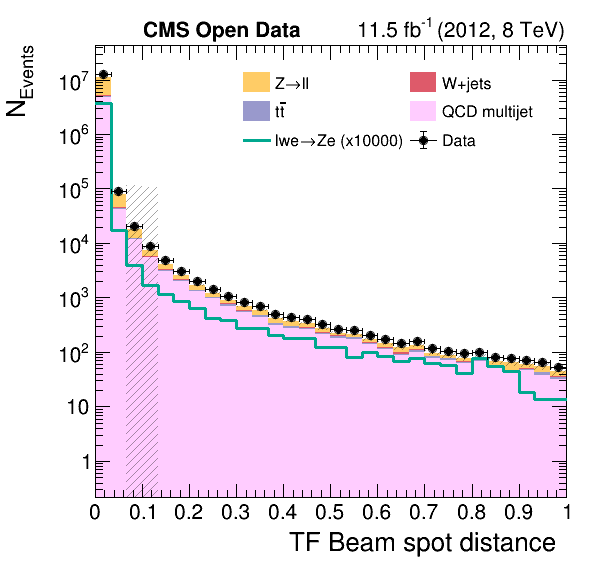 CMS Open Data 11.5 fb⁻¹ (2012, 8 TeV)
N_Events
Z→ll W+jets
tt̄ QCD multijet
lwe→Ze (x10000) Data
10⁷
10⁶
10⁵
10⁴
10³
10²
10
1
0 0.1 0.2 0.3 0.4 0.5 0.6 0.7 0.8 0.9 1
TF Beam spot distance